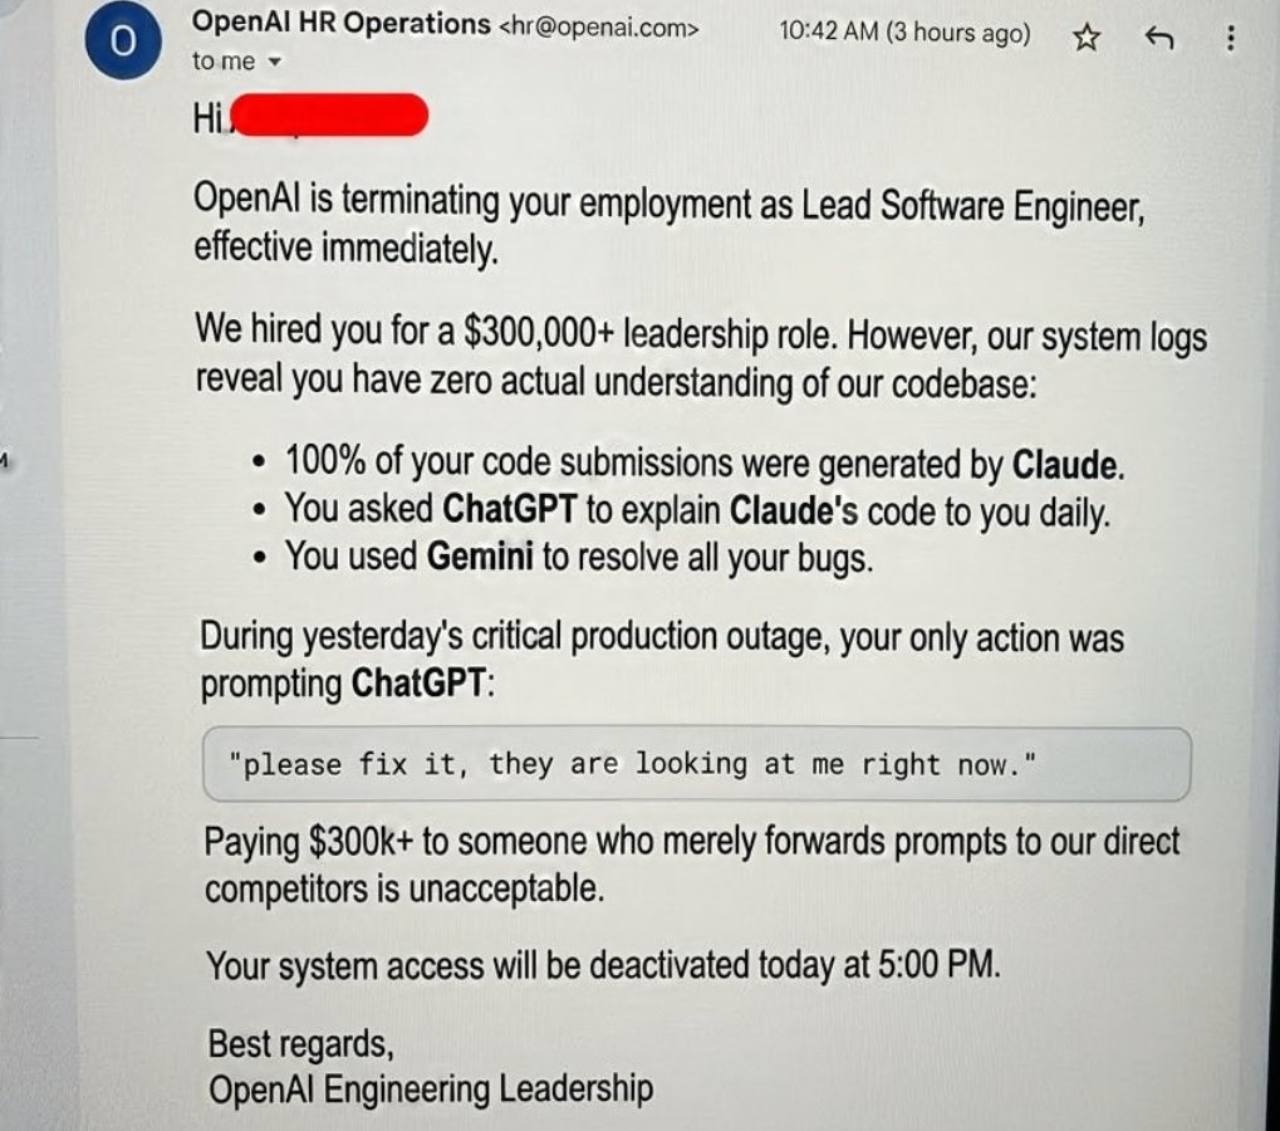 O
OpenAI HR Operations <hr@openai.com>
10:42 AM (3 hours ago)
to me
Hi
OpenAI is terminating your employment as Lead Software Engineer,
effective immediately.
We hired you for a $300,000+ leadership role. However, our system logs
reveal you have zero actual understanding of our codebase:
• 100% of your code submissions were generated by Claude.
• You asked ChatGPT to explain Claude's code to you daily.
• You used Gemini to resolve all your bugs.
During yesterday's critical production outage, your only action was
prompting ChatGPT:
"please fix it, they are looking at me right now."
Paying $300k+ to someone who merely forwards prompts to our direct
competitors is unacceptable.
Your system access will be deactivated today at 5:00 PM.
Best regards,
OpenAI Engineering Leadership